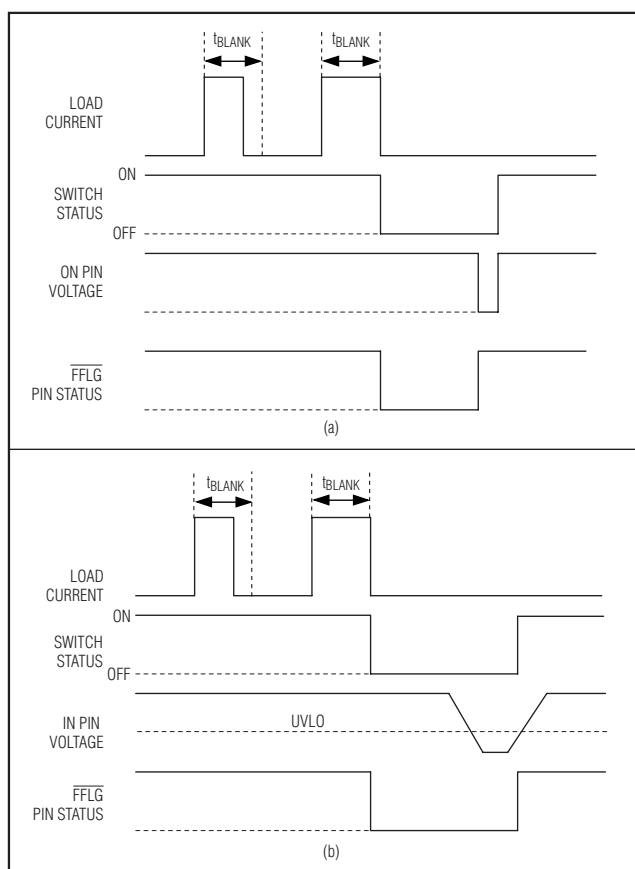 tBLANK tBLANK
LOAD
CURRENT
ON
SWITCH
STATUS
OFF
ON PIN
VOLTAGE
FFLG
PIN STATUS
(a)
tBLANK tBLANK
LOAD
CURRENT
ON
SWITCH
STATUS
OFF
UVLO
IN PIN
VOLTAGE
FFLG
PIN STATUS
(b)